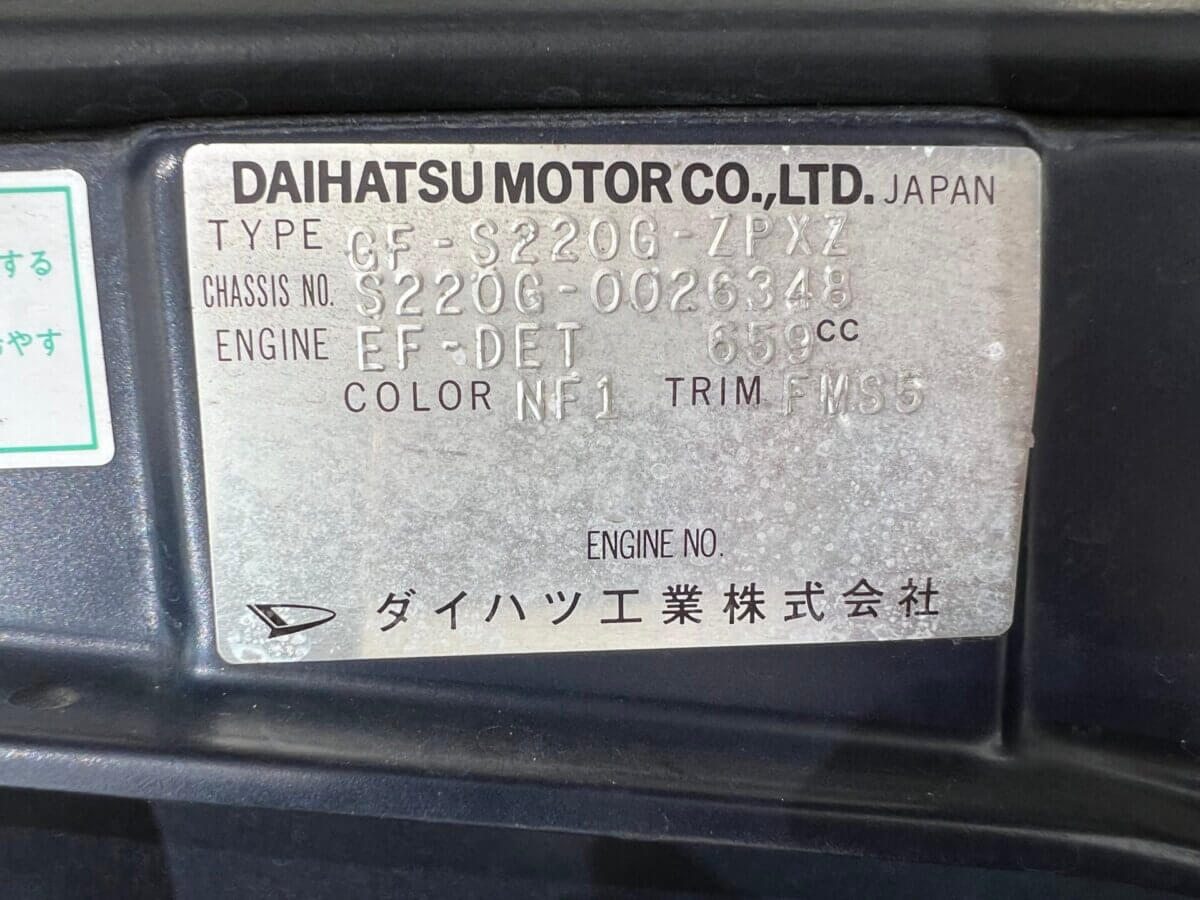 DAIHATSU MOTOR CO.,LTD. JAPAN
TYPE GF-S220G-ZPXZ
CHASSIS NO. S220G-0026348
ENGINE EF-DET 659CC
COLOR NF1 TRIM FMS5
ENGINE NO.
ダイハツ工業株式会社
する
やす